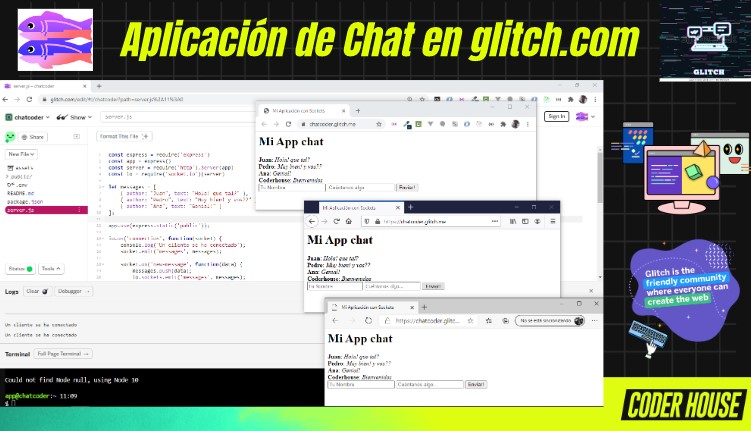 Aplicación de Chat en glitch.com
GLITCH
server.js — chatcoder
chatcoder
Show
server.js
Sign In
Share
Format This File
New File
assets
public/
.env
README.md
package.json
server.js
const express = require('express')
const app = express()
const server = require('http').Server(app)
const io = require('socket.io')(server)
let messages = [
{ author: "Juan", text: "Hola! que tal?" },
{ author: "Pedro", text: "Muy bien! y vos??"
{ author: "Ana", text: "Genial!" }
];
app.use(express.static('public'));
io.on('connection', function(socket) {
console.log('Un cliente se ha conectado');
socket.emit('messages', messages);
socket.on('new-message', function(data) {
messages.push(data);
io.sockets.emit('messages', messages);
Status
Tools
Logs
Clear
Debugger
Un cliente se ha conectado
Un cliente se ha conectado
Terminal
Full Page Terminal
Could not find Node null, using Node 10
app@chatcoder:~ 11:09
$
Mi Aplicación con Sockets
chatcoder.glitch.me
Mi App chat
Juan: Hola! que tal?
Pedro: Muy bien! y vos??
Ana: Genial!
Coderhouse: Bienvenidos
Tu Nombre
Cuéntanos algo...
Enviar!
Mi Aplicación con Sockets
https://chatcoder.glitch.me
Mi App chat
Juan: Hola! que tal?
Pedro: Muy bien! y vos??
Ana: Genial!
Coderhouse: Bienvenidos
Tu Nombre
Cuéntanos algo...
Enviar!
Mi Aplicación con Sockets
https://chatcoder.glitc...
No se está sincronizando
Mi App chat
Juan: Hola! que tal?
Pedro: Muy bien! y vos??
Ana: Genial!
Coderhouse: Bienvenidos
Tu Nombre
Cuéntanos algo...
Enviar!
Glitch is the
friendly community
where everyone can
create the web
CODER HOUSE